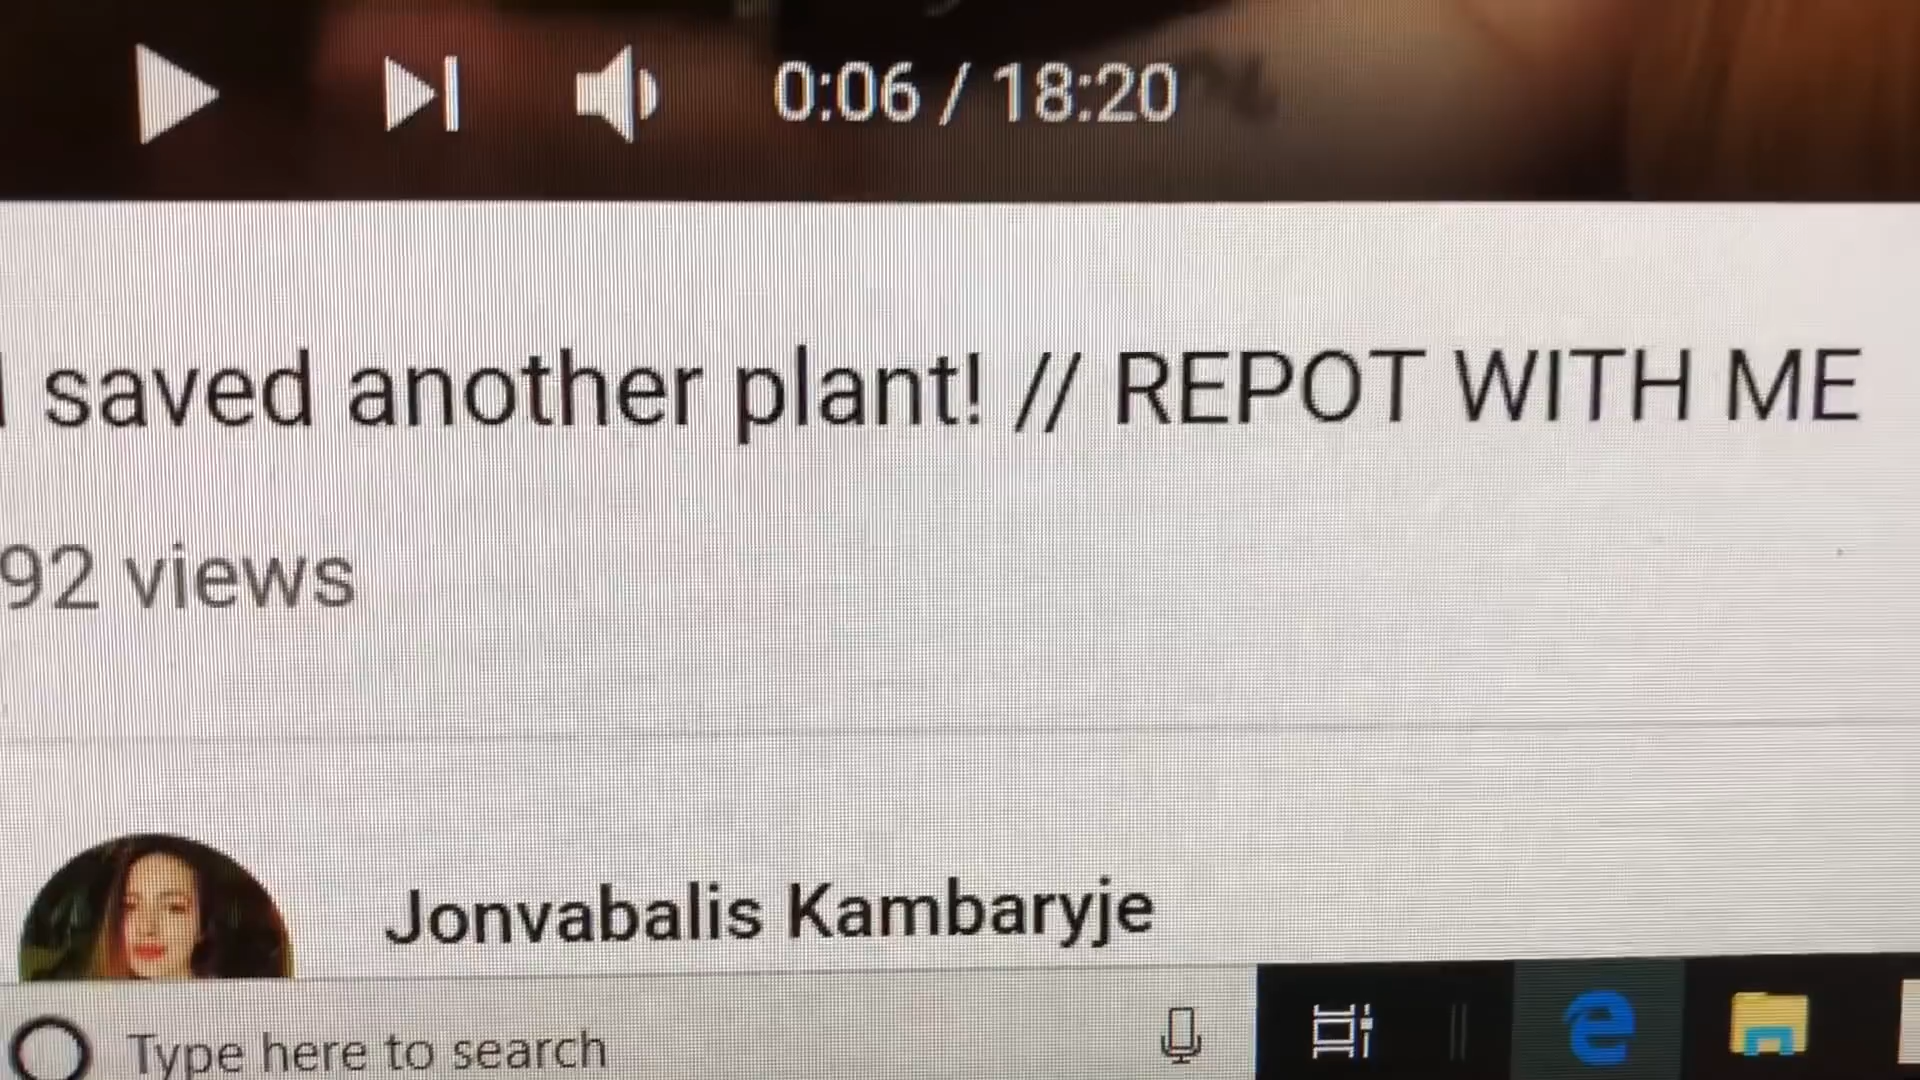 0:06 / 18:20
I saved another plant! // REPOT WITH ME
92 views
Jonvabalis Kambaryje
Type here to search